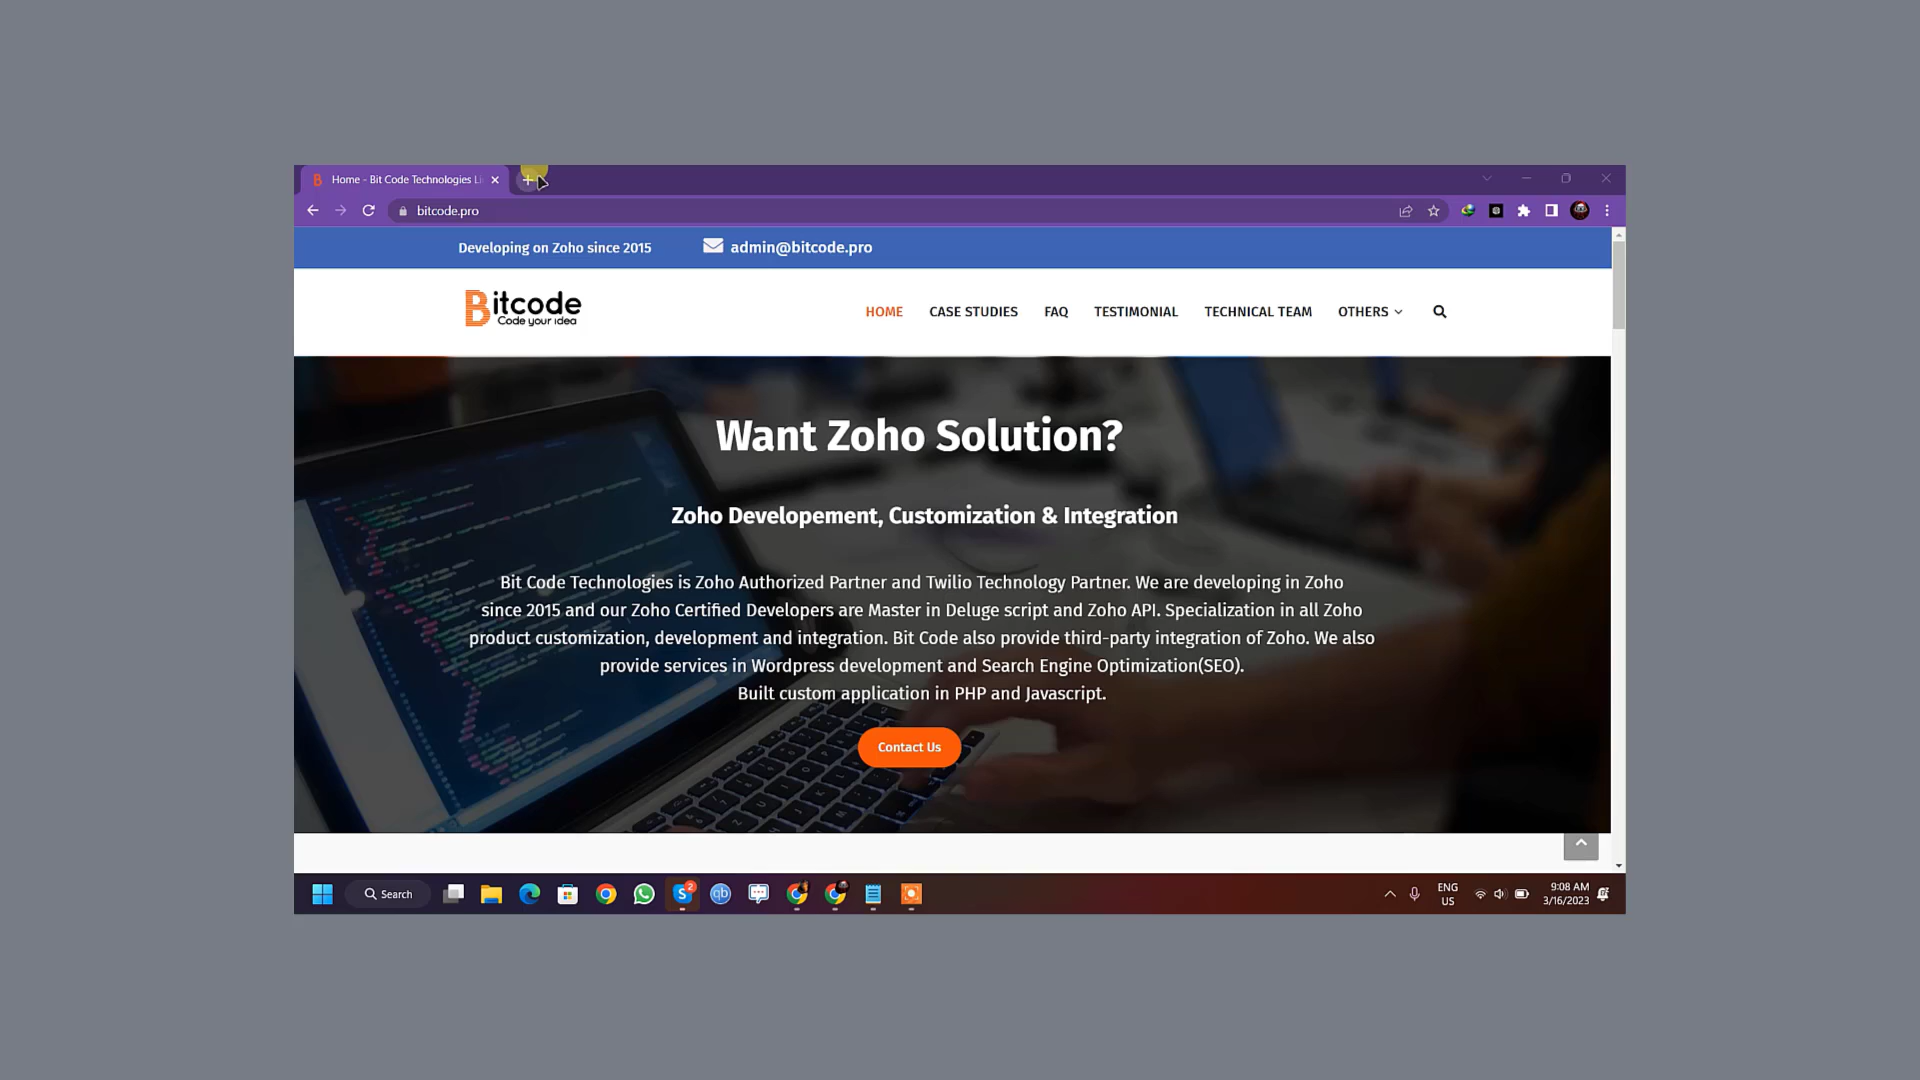 Home - Bit Code Technologies Li
bitcode.pro
Developing on Zoho since 2015
admin@bitcode.pro
Bitcode
Code your idea
HOME
CASE STUDIES
FAQ
TESTIMONIAL
TECHNICAL TEAM
OTHERS
Want Zoho Solution?
Zoho Developement, Customization & Integration
Bit Code Technologies is Zoho Authorized Partner and Twilio Technology Partner. We are developing in Zoho
since 2015 and our Zoho Certified Developers are Master in Deluge script and Zoho API. Specialization in all Zoho
product customization, development and integration. Bit Code also provide third-party integration of Zoho. We also
provide services in Wordpress development and Search Engine Optimization(SEO).
Built custom application in PHP and Javascript.
Contact Us
Search
S
2
qb
ENG
US
9:08 AM
3/16/2023